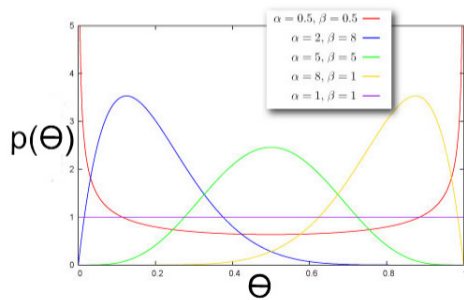 α = 0.5, β = 0.5
α = 2, β = 8
α = 5, β = 5
α = 8, β = 1
α = 1, β = 1
5
4
3
2
1
0
p(Θ)
0 0.2 0.4 0.6 0.8
Θ